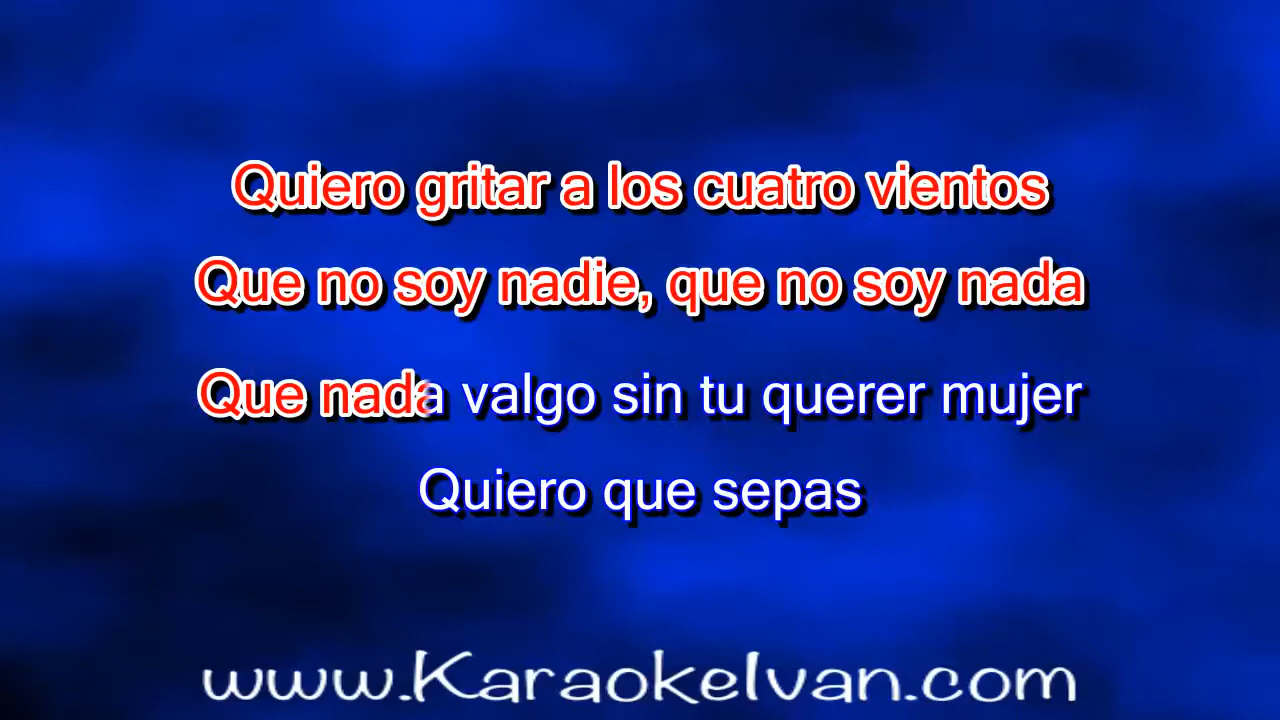 Quiero gritar a los cuatro vientos
Que no soy nadie, que no soy nada
Que nada valgo sin tu querer mujer
Quiero que sepas
www.KaraokeIvan.com